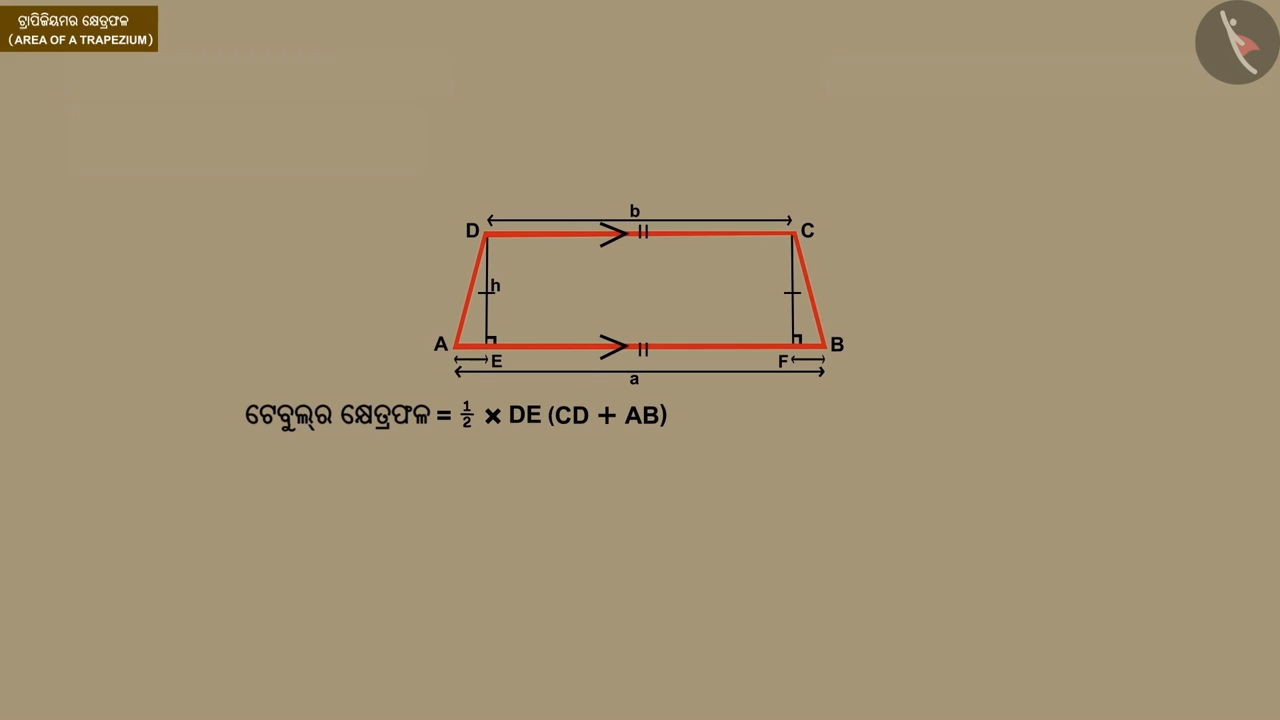 ଟ୍ରାପିଜିୟମର କ୍ଷେତ୍ରଫଳ
(AREA OF A TRAPEZIUM)
b
D C
h
A B
E F
a
ଟେବୁଲ୍‌ର କ୍ଷେତ୍ରଫଳ = 1/2 × DE (CD + AB)